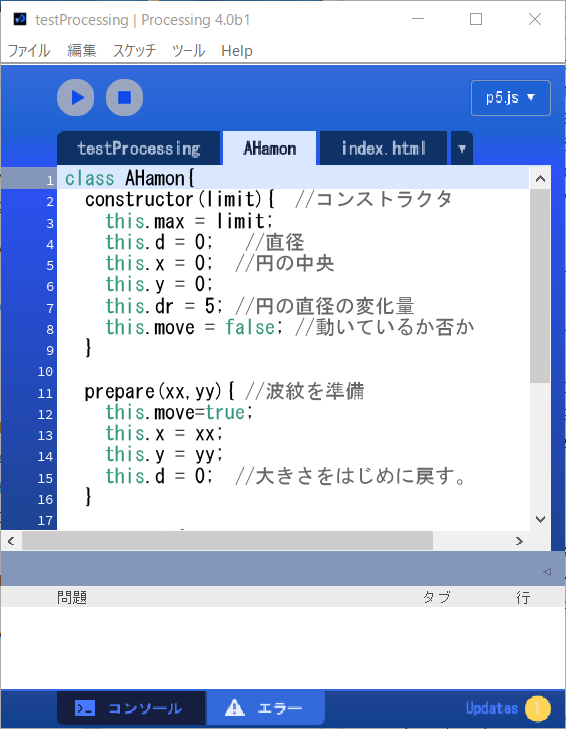 testProcessing | Processing 4.0b1
ファイル 編集 スケッチ ツール Help
p5.js ▼
testProcessing AHamon index.html ▼
1 class AHamon{
2 constructor(limit){ //コンストラクタ
3 this.max = limit;
4 this.d = 0; //直径
5 this.x = 0; //円の中央
6 this.y = 0;
7 this.dr = 5; //円の直径の変化量
8 this.move = false; //動いているか否か
9 }
10
11 prepare(xx,yy){ //波紋を準備
12 this.move=true;
13 this.x = xx;
14 this.y = yy;
15 this.d = 0; //大きさをはじめに戻す。
16 }
17
問題 タブ 行
コンソール エラー Updates 1